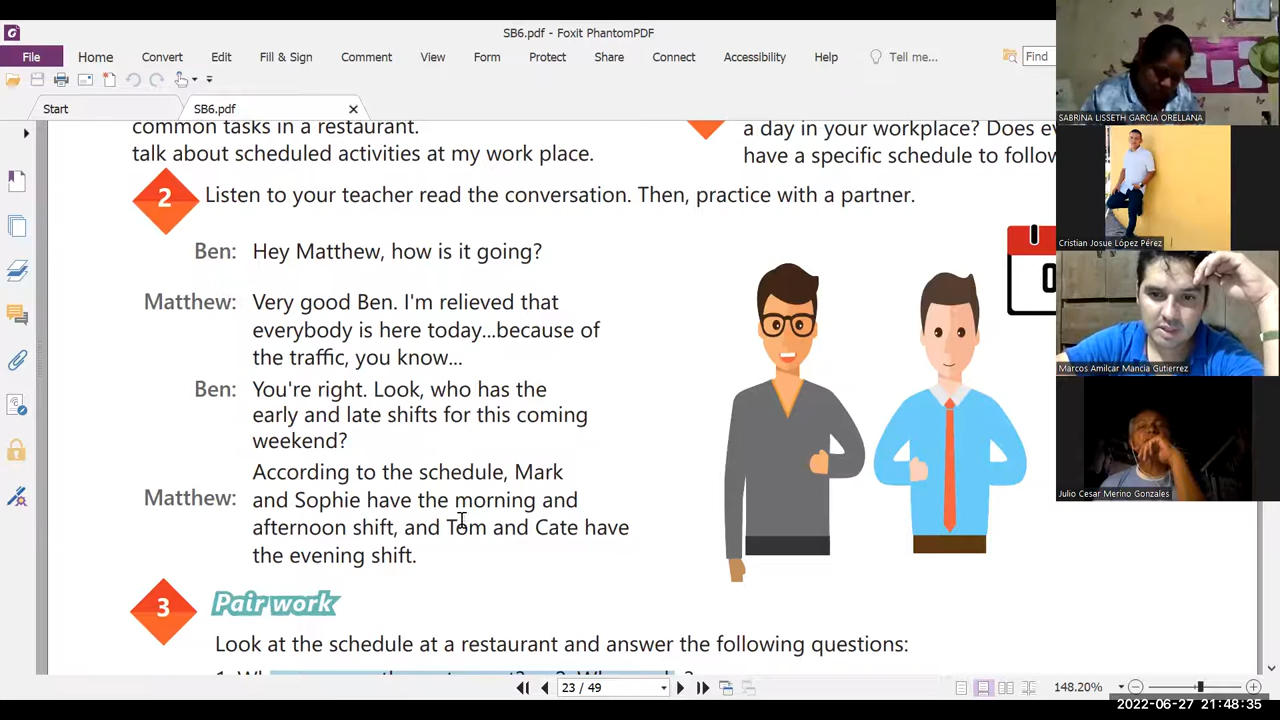 SB6.pdf - Foxit PhantomPDF
File Home Convert Edit Fill & Sign Comment View Form Protect Share Connect Accessibility Help Tell me... Find
Start SB6.pdf
common tasks in a restaurant.
talk about scheduled activities at my work place.
a day in your workplace? Does ev
have a specific schedule to follow
2 Listen to your teacher read the conversation. Then, practice with a partner.
Ben: Hey Matthew, how is it going?
Matthew: Very good Ben. I'm relieved that
everybody is here today...because of
the traffic, you know...
Ben: You're right. Look, who has the
early and late shifts for this coming
weekend?
According to the schedule, Mark
Matthew: and Sophie have the morning and
afternoon shift, and Tom and Cate have
the evening shift.
3 Pair work
Look at the schedule at a restaurant and answer the following questions:
SABRINA LISSETH GARCIA ORELLANA
Cristian Josue López Pérez
Marcos Amilcar Mancia Gutierrez
Julio Cesar Merino Gonzales
23 / 49
148.20%
2022-06-27 21:48:35